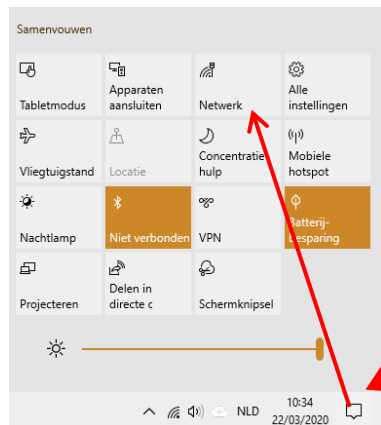 Samenvouwen
Tabletmodus
Apparaten
aansluiten
Netwerk
Alle
instellingen
Vliegtuigstand
Locatie
Concentratie
hulp
Mobiele
hotspot
Nachtlamp
Niet verbonden
VPN
Batterij-
besparing
Projecteren
Delen in
directe c
Schermknipsel
NLD
10:34
22/03/2020